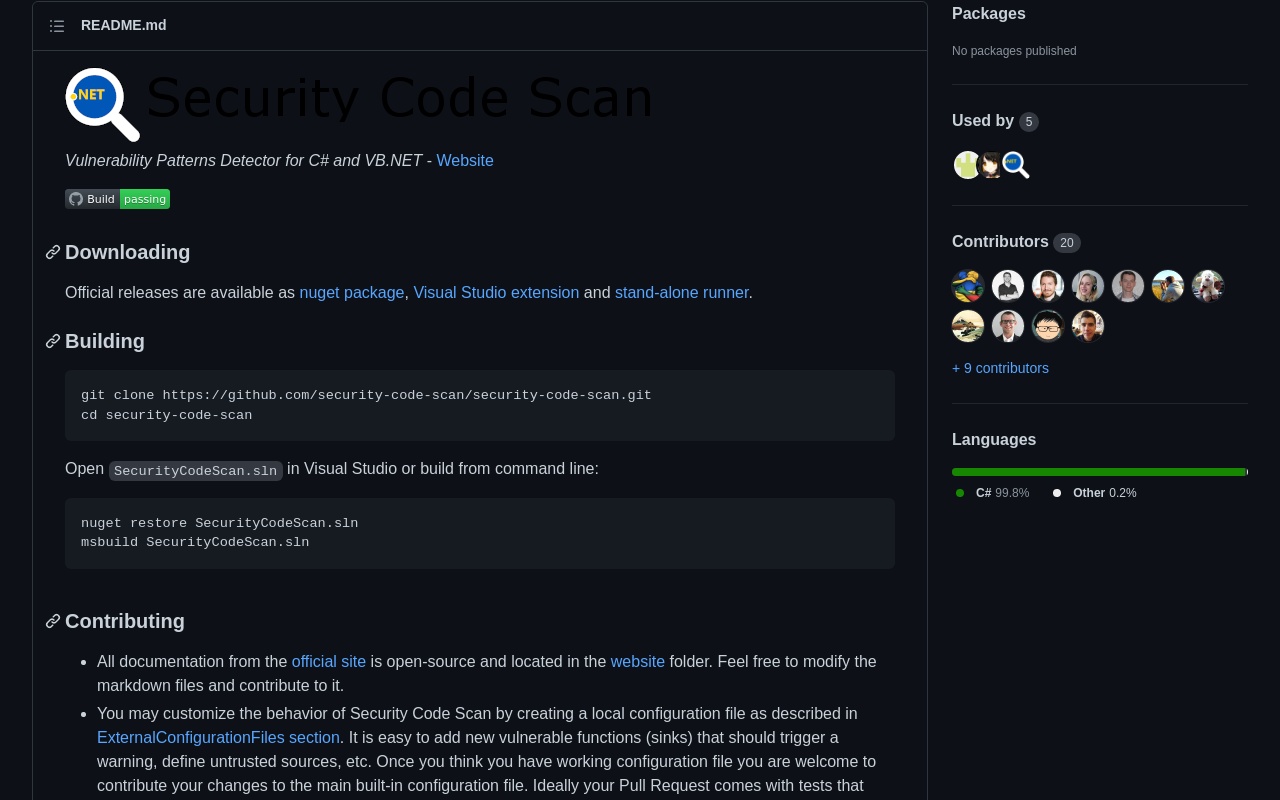 README.md
.NET Security Code Scan
Vulnerability Patterns Detector for C# and VB.NET - Website
Build passing
Downloading
Official releases are available as nuget package, Visual Studio extension and stand-alone runner.
Building
git clone https://github.com/security-code-scan/security-code-scan.git
cd security-code-scan
Open SecurityCodeScan.sln in Visual Studio or build from command line:
nuget restore SecurityCodeScan.sln
msbuild SecurityCodeScan.sln
Contributing
• All documentation from the official site is open-source and located in the website folder. Feel free to modify the
markdown files and contribute to it.
• You may customize the behavior of Security Code Scan by creating a local configuration file as described in
ExternalConfigurationFiles section. It is easy to add new vulnerable functions (sinks) that should trigger a
warning, define untrusted sources, etc. Once you think you have working configuration file you are welcome to
contribute your changes to the main built-in configuration file. Ideally your Pull Request comes with tests that
Packages
No packages published
Used by 5
.NET
Contributors 20
+ 9 contributors
Languages
C# 99.8% Other 0.2%